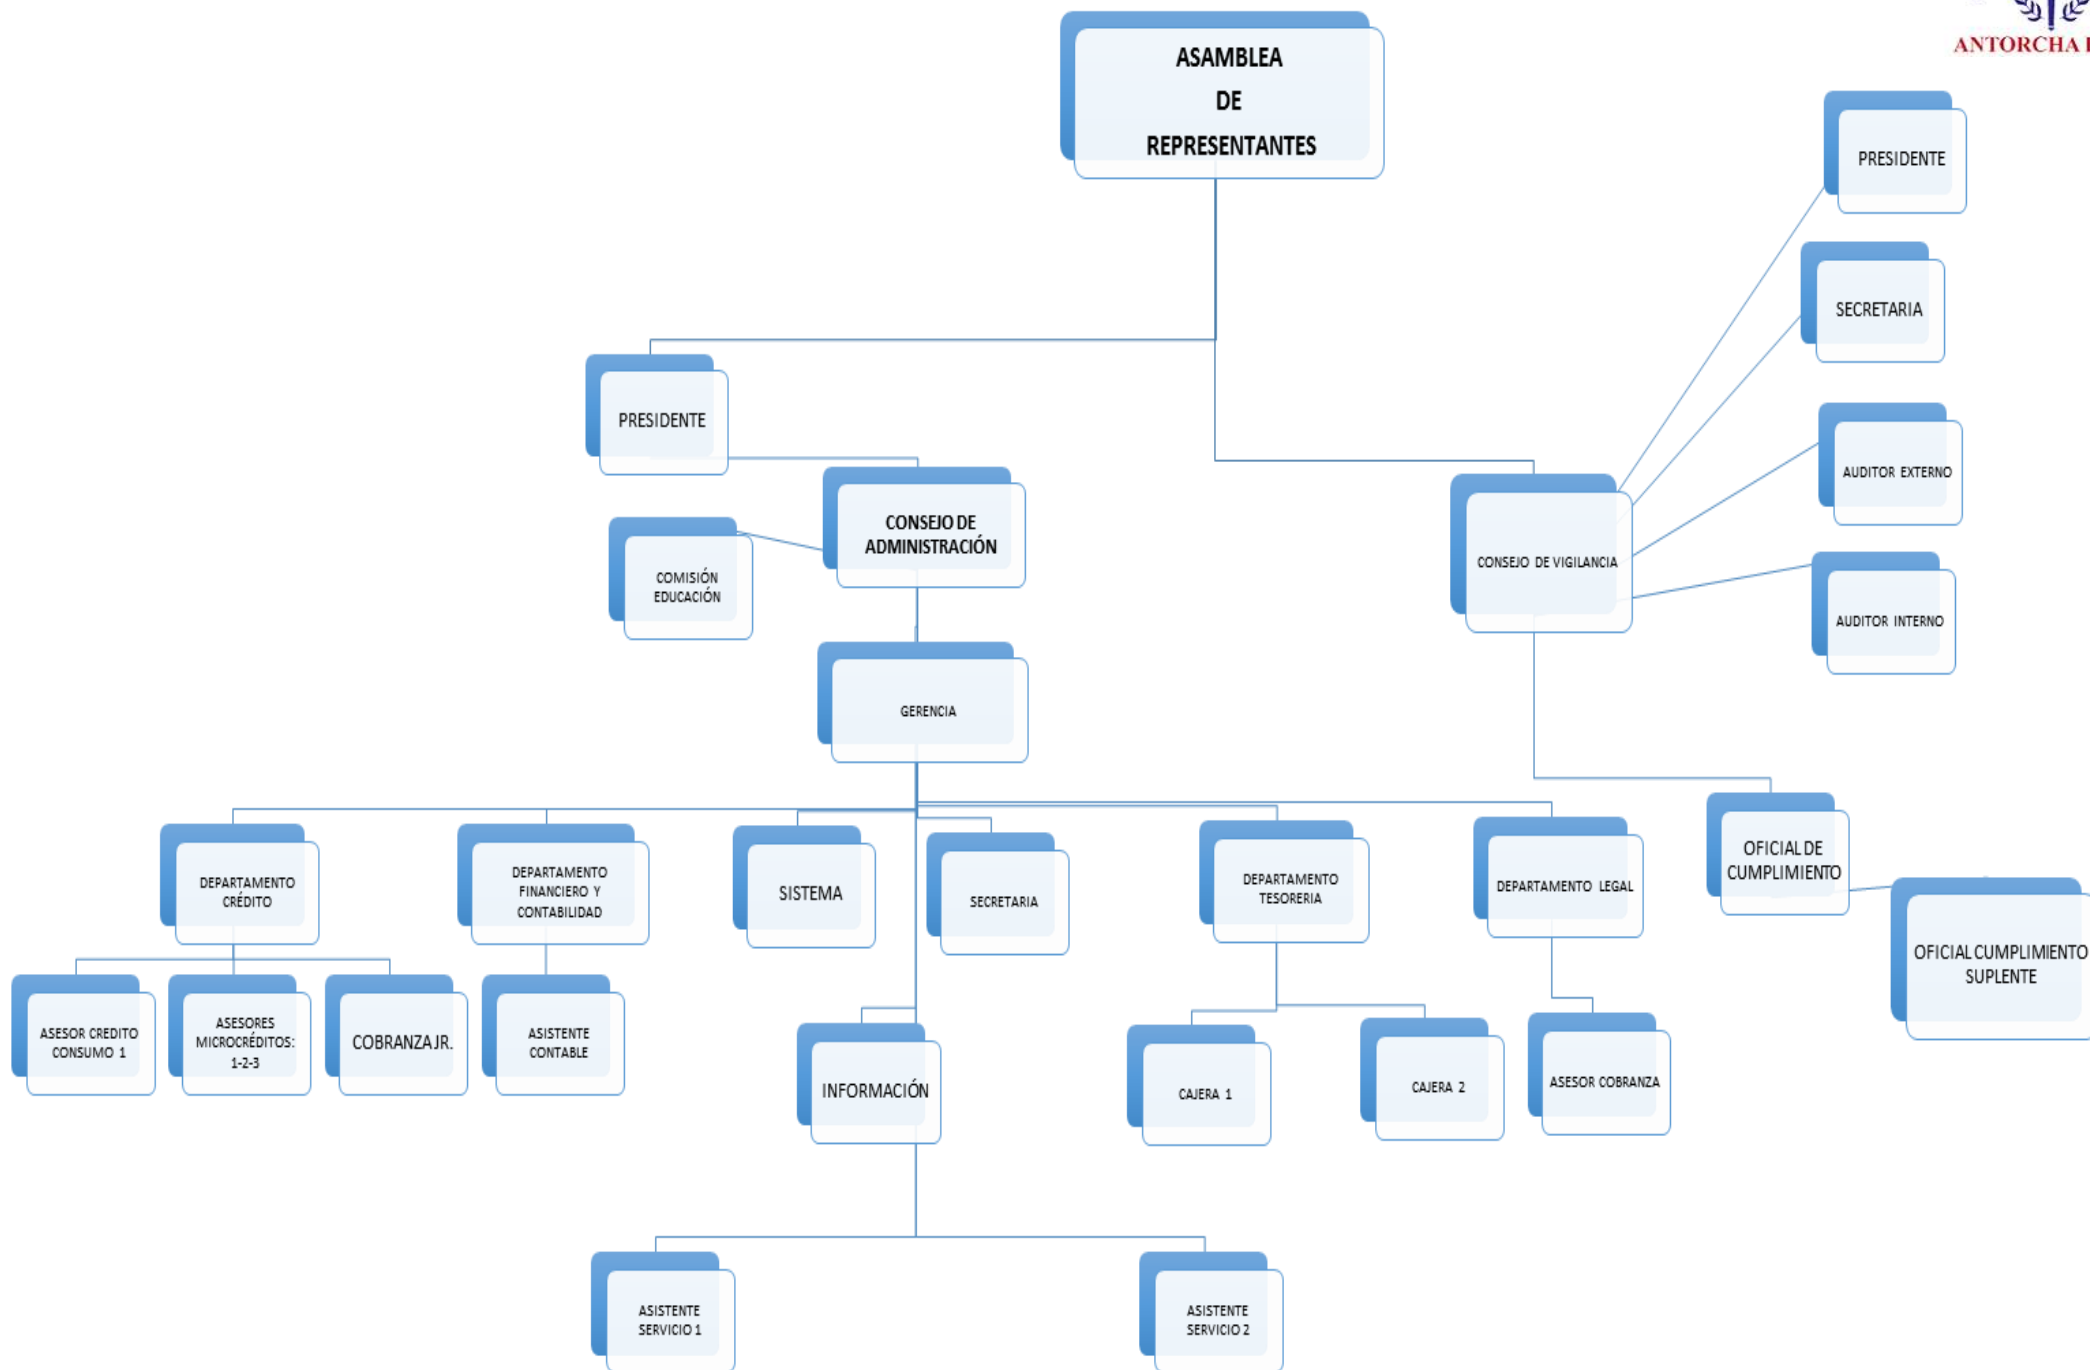 ANTORCHA
ASAMBLEA
DE
REPRESENTANTES
PRESIDENTE
SECRETARIA
AUDITOR EXTERNO
AUDITOR INTERNO
PRESIDENTE
CONSEJO DE
ADMINISTRACIÓN
COMISIÓN
EDUCACIÓN
CONSEJO DE VIGILANCIA
GERENCIA
DEPARTAMENTO
CRÉDITO
DEPARTAMENTO
FINANCIERO Y
CONTABILIDAD
SISTEMA
SECRETARIA
DEPARTAMENTO
TESORERIA
DEPARTAMENTO LEGAL
OFICIAL DE
CUMPLIMIENTO
OFICIAL CUMPLIMIENTO
SUPLENTE
ASESOR CREDITO
CONSUMO 1
ASESORES
MICROCRÉDITOS:
1-2-3
COBRANZA JR.
ASISTENTE
CONTABLE
INFORMACIÓN
CAJERA 1
CAJERA 2
ASESOR COBRANZA
ASISTENTE
SERVICIO 1
ASISTENTE
SERVICIO 2